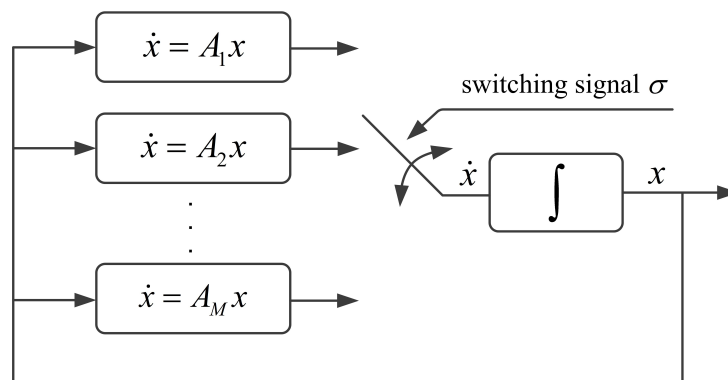 ẋ = A₁x
switching signal σ
ẋ = A₂x
ẋ
∫
x
.
.
.
ẋ = A_M x